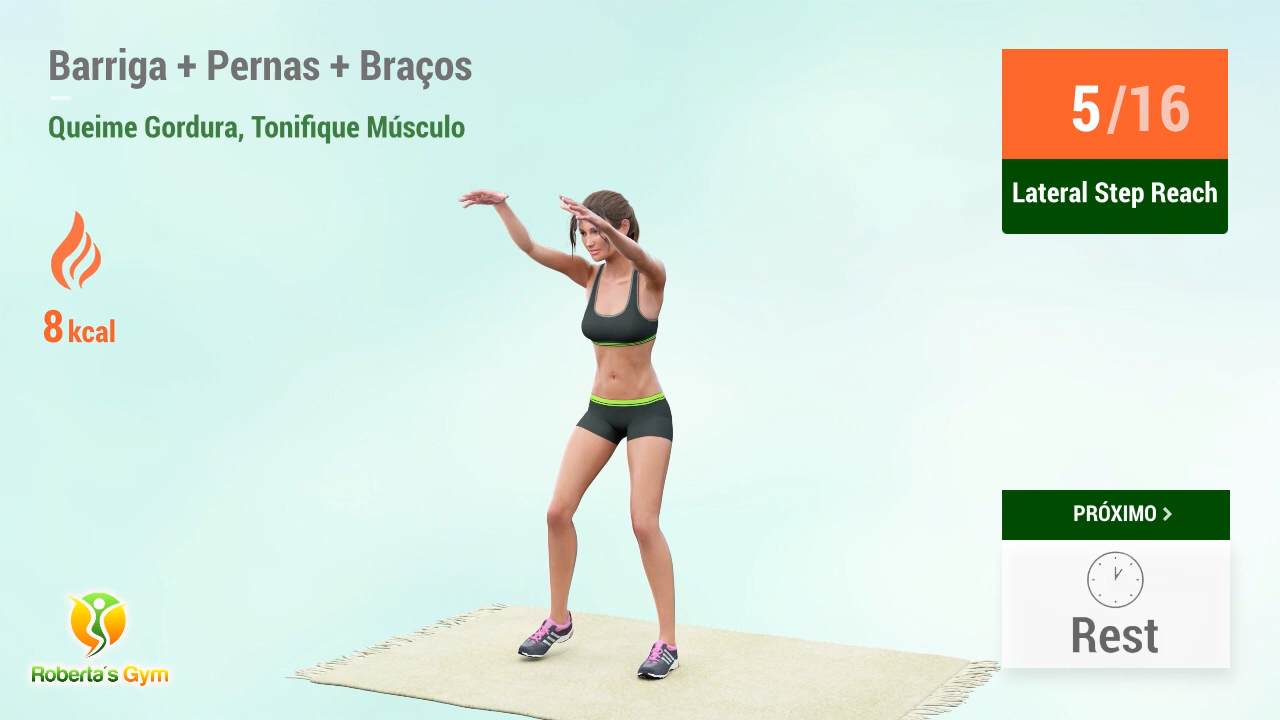 Barriga + Pernas + Braços
Queime Gordura, Tonifique Músculo
5/16
Lateral Step Reach
8 kcal
PRÓXIMO >
Rest
Roberta´s Gym